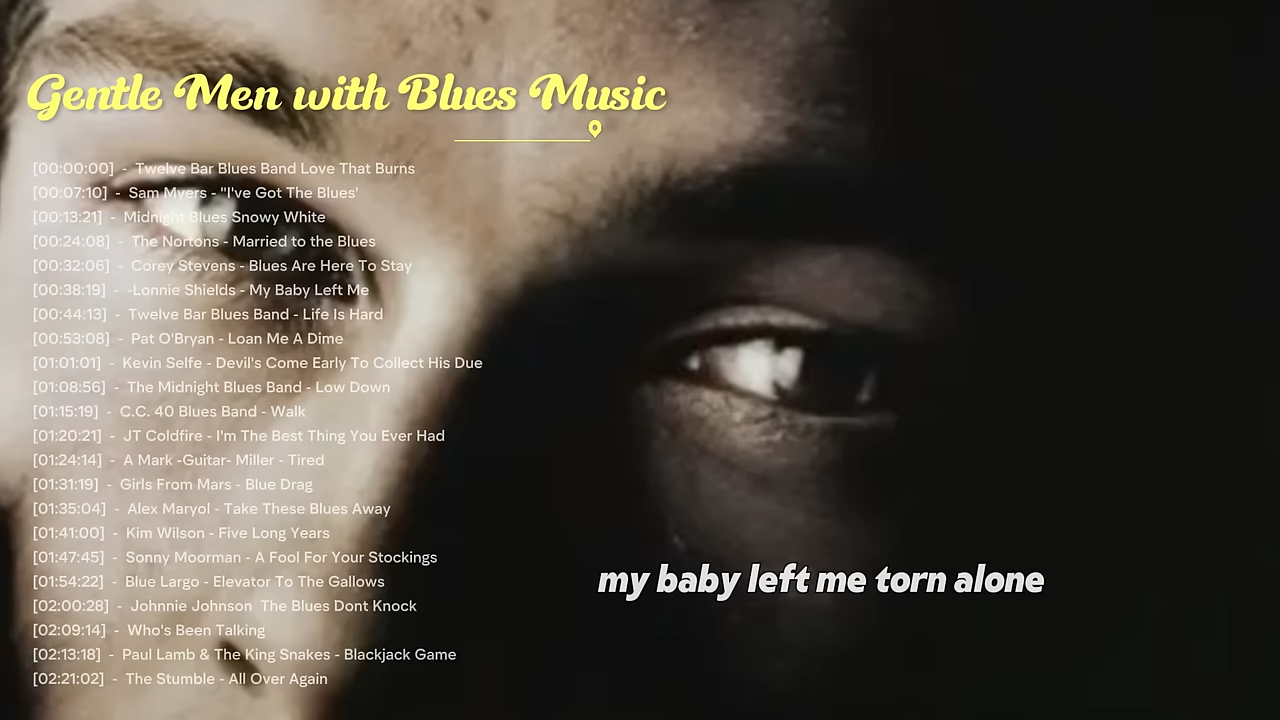 Gentle Men with Blues Music
[00:00:00] - Twelve Bar Blues Band Love That Burns
[00:07:10] - Sam Myers - "I've Got The Blues'
[00:13:21] - Midnight Blues Snowy White
[00:24:08] - The Nortons - Married to the Blues
[00:32:06] - Corey Stevens - Blues Are Here To Stay
[00:38:19] - -Lonnie Shields - My Baby Left Me
[00:44:13] - Twelve Bar Blues Band - Life Is Hard
[00:53:08] - Pat O'Bryan - Loan Me A Dime
[01:01:01] - Kevin Selfe - Devil's Come Early To Collect His Due
[01:08:56] - The Midnight Blues Band - Low Down
[01:15:19] - C.C. 40 Blues Band - Walk
[01:20:21] - JT Coldfire - I'm The Best Thing You Ever Had
[01:24:14] - A Mark -Guitar- Miller - Tired
[01:31:19] - Girls From Mars - Blue Drag
[01:35:04] - Alex Maryol - Take These Blues Away
[01:41:00] - Kim Wilson - Five Long Years
[01:47:45] - Sonny Moorman - A Fool For Your Stockings
[01:54:22] - Blue Largo - Elevator To The Gallows
[02:00:28] - Johnnie Johnson The Blues Dont Knock
[02:09:14] - Who's Been Talking
[02:13:18] - Paul Lamb & The King Snakes - Blackjack Game
[02:21:02] - The Stumble - All Over Again
my baby left me torn alone